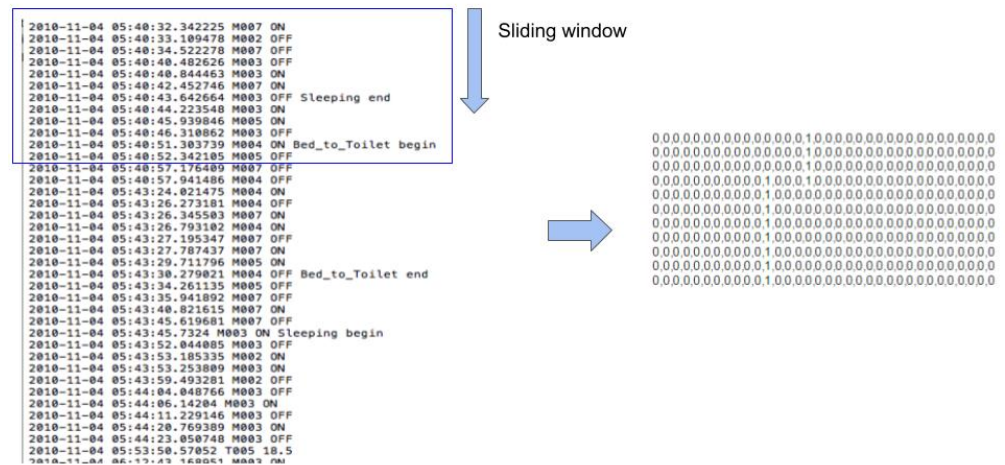 Sliding window
2010-11-04 05:40:32.342225 M007 ON
2010-11-04 05:40:33.109478 M002 OFF
2010-11-04 05:40:34.522278 M007 OFF
2010-11-04 05:40:40.482626 M003 OFF
2010-11-04 05:40:40.844463 M003 ON
2010-11-04 05:40:42.452746 M007 ON
2010-11-04 05:40:43.642664 M003 OFF Sleeping end
2010-11-04 05:40:44.223548 M003 ON
2010-11-04 05:40:45.939846 M005 ON
2010-11-04 05:40:46.310862 M003 OFF
2010-11-04 05:40:51.303739 M004 ON Bed_to_Toilet begin
2010-11-04 05:40:52.342105 M005 OFF
2010-11-04 05:40:57.176409 M007 OFF
2010-11-04 05:40:57.941486 M004 OFF
2010-11-04 05:43:24.021475 M004 ON
2010-11-04 05:43:26.273181 M004 OFF
2010-11-04 05:43:26.345503 M007 ON
2010-11-04 05:43:26.793102 M004 ON
2010-11-04 05:43:27.195347 M007 OFF
2010-11-04 05:43:27.787437 M007 ON
2010-11-04 05:43:29.711796 M005 ON
2010-11-04 05:43:30.279021 M004 OFF Bed_to_Toilet end
2010-11-04 05:43:34.261135 M005 OFF
2010-11-04 05:43:35.941892 M007 OFF
2010-11-04 05:43:40.821615 M007 ON
2010-11-04 05:43:45.619681 M007 OFF
2010-11-04 05:43:45.7324 M003 ON Sleeping begin
2010-11-04 05:43:52.044085 M003 OFF
2010-11-04 05:43:53.185335 M002 ON
2010-11-04 05:43:53.253809 M003 ON
2010-11-04 05:43:59.493281 M002 OFF
2010-11-04 05:44:04.048766 M003 OFF
2010-11-04 05:44:06.14204 M003 ON
2010-11-04 05:44:11.229146 M003 OFF
2010-11-04 05:44:20.769389 M003 ON
2010-11-04 05:44:23.050748 M003 OFF
2010-11-04 05:53:50.57052 T005 18.5
2010-11-04 06:12:43.168951 M003 ON
0,0,0,0,0,0,0,0,0,0,0,0,0,0,0,1,0,0,0,0,0,0,0,0,0,0,0,0,0,0,0,0,0,0
0,0,0,0,0,0,0,0,0,0,0,0,0,0,0,1,0,0,0,0,0,0,0,0,0,0,0,0,0,0,0,0,0,0
0,0,0,0,0,0,0,0,0,0,0,0,0,0,0,1,0,0,0,0,0,0,0,0,0,0,0,0,0,0,0,0,0,0
0,0,0,0,0,0,0,0,0,0,0,1,0,0,0,1,0,0,0,0,0,0,0,0,0,0,0,0,0,0,0,0,0,0
0,0,0,0,0,0,0,0,0,0,0,1,0,0,0,0,0,0,0,0,0,0,0,0,0,0,0,0,0,0,0,0,0,0
0,0,0,0,0,0,0,0,0,0,0,1,0,0,0,0,0,0,0,0,0,0,0,0,0,0,0,0,0,0,0,0,0,0
0,0,0,0,0,0,0,0,0,0,0,1,0,0,0,0,0,0,0,0,0,0,0,0,0,0,0,0,0,0,0,0,0,0
0,0,0,0,0,0,0,0,0,0,0,1,0,0,0,0,0,0,0,0,0,0,0,0,0,0,0,0,0,0,0,0,0,0
0,0,0,0,0,0,0,0,0,0,0,1,0,0,0,0,0,0,0,0,0,0,0,0,0,0,0,0,0,0,0,0,0,0
0,0,0,0,0,0,0,0,0,0,0,1,0,0,0,0,0,0,0,0,0,0,0,0,0,0,0,0,0,0,0,0,0,0
0,0,0,0,0,0,0,0,0,0,0,1,0,0,0,0,0,0,0,0,0,0,0,0,0,0,0,0,0,0,0,0,0,0